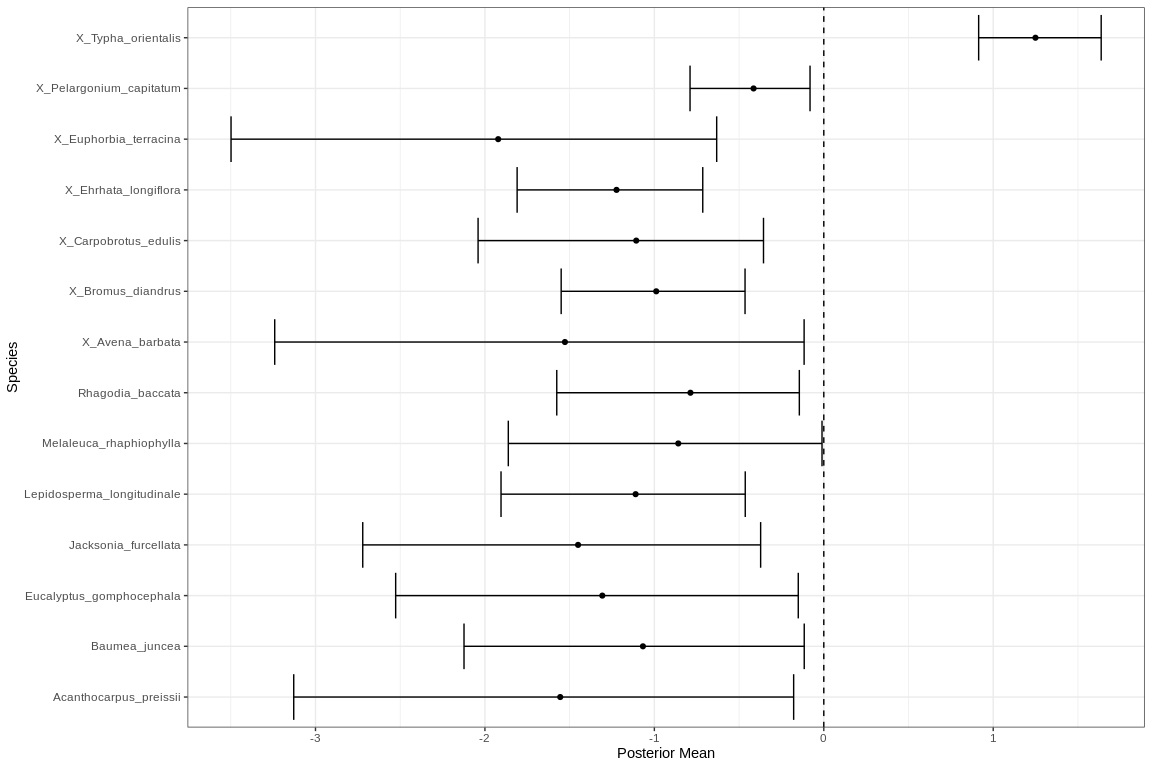 X_Typha_orientalis
X_Pelargonium_capitatum
X_Euphorbia_terracina
X_Ehrhata_longiflora
X_Carpobrotus_edulis
X_Bromus_diandrus
X_Avena_barbata
Rhagodia_baccata
Melaleuca_rhaphiophylla
Lepidosperma_longitudinale
Jacksonia_furcellata
Eucalyptus_gomphocephala
Baumea_juncea
Acanthocarpus_preissii
Species
-3 -2 -1 0 1
Posterior Mean